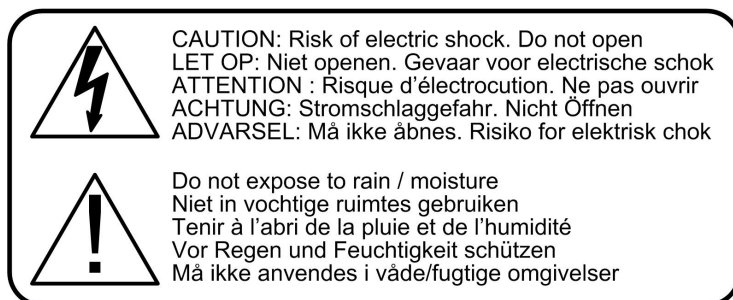 CAUTION: Risk of electric shock. Do not open
LET OP: Niet openen. Gevaar voor electrische schok
ATTENTION : Risque d'électrocution. Ne pas ouvrir
ACHTUNG: Stromschlaggefahr. Nicht Öffnen
ADVARSEL: Må ikke åbnes. Risiko for elektrisk chok
Do not expose to rain / moisture
Niet in vochtige ruimtes gebruiken
Tenir à l'abri de la pluie et de l'humidité
Vor Regen und Feuchtigkeit schützen
Må ikke anvendes i våde/fugtige omgivelser